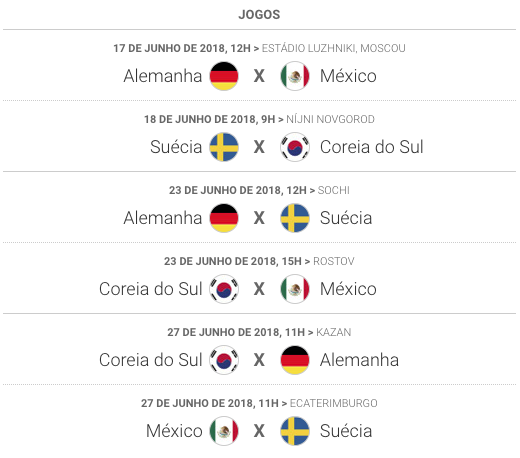 JOGOS
17 DE JUNHO DE 2018, 12H > ESTÁDIO LUZHNIKI, MOSCOU
Alemanha X México
18 DE JUNHO DE 2018, 9H > NÍJNI NOVGOROD
Suécia X Coreia do Sul
23 DE JUNHO DE 2018, 12H > SOCHI
Alemanha X Suécia
23 DE JUNHO DE 2018, 15H > ROSTOV
Coreia do Sul X México
27 DE JUNHO DE 2018, 11H > KAZAN
Coreia do Sul X Alemanha
27 DE JUNHO DE 2018, 11H > ECATERIMBURGO
México X Suécia